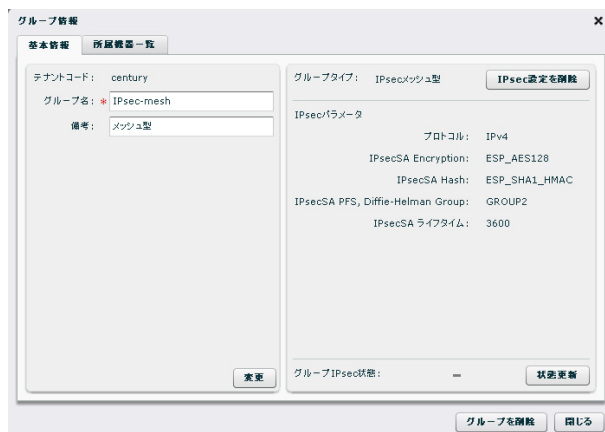 グループ情報
基本情報 所属機器一覧
テナントコード: century
グループ名: * IPsec-mesh
備考: メッシュ型
変更
グループタイプ: IPsecメッシュ型 IPsec設定を削除
IPsecパラメータ
プロトコル: IPv4
IPsecSA Encryption: ESP_AES128
IPsecSA Hash: ESP_SHA1_HMAC
IPsecSA PFS, Diffie-Helman Group: GROUP2
IPsecSA ライフタイム: 3600
グループIPsec状態: － 状態更新
グループを削除 閉じる